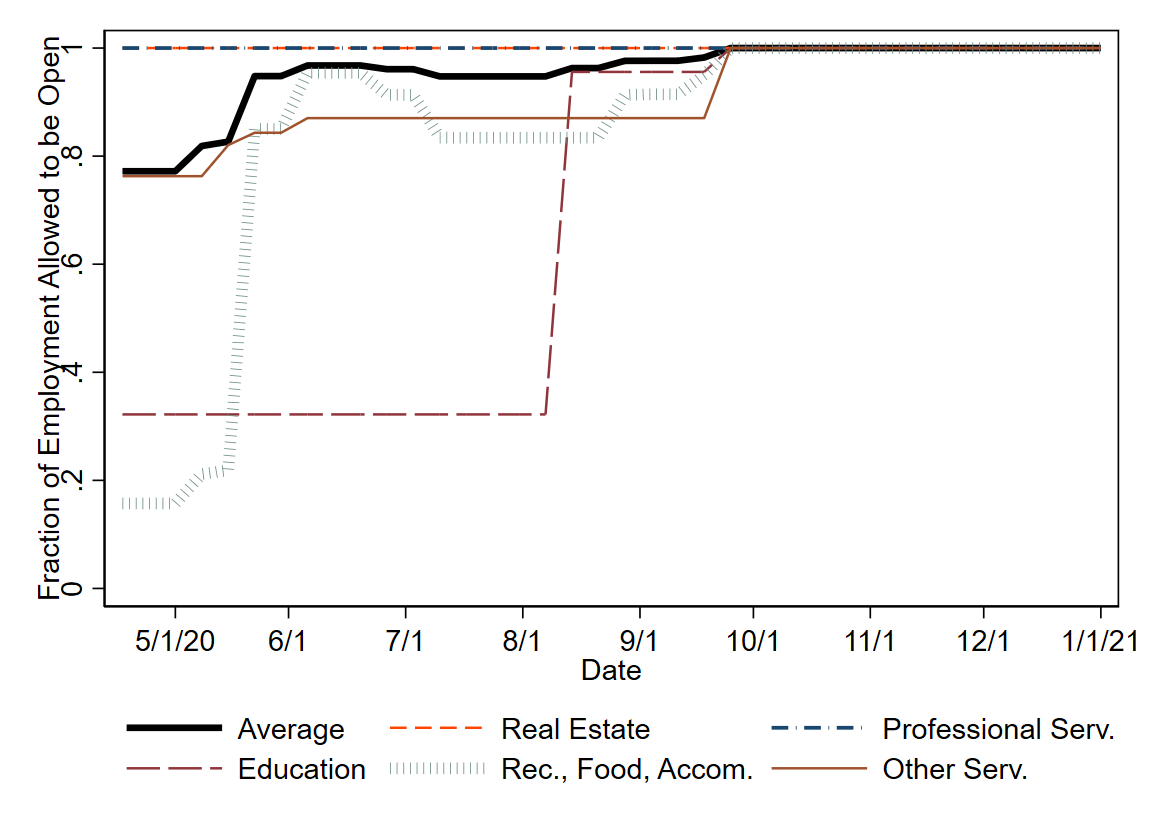 Fraction of Employment Allowed to be Open
1
.8
.6
.4
.2
0
5/1/20 6/1 7/1 8/1 9/1 10/1 11/1 12/1 1/1/21
Date
Average Real Estate Professional Serv.
Education Rec., Food, Accom. Other Serv.